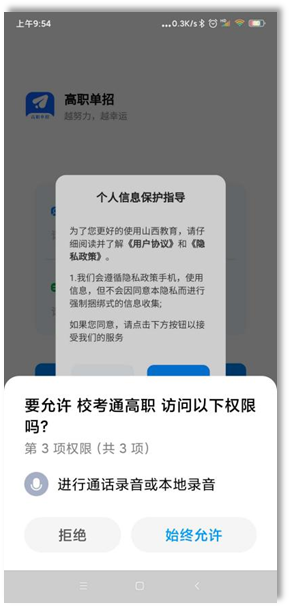 上午9:54
...0.3K/s
高职单招
越努力，越幸运
个人信息保护指导
为了您更好的使用山西教育，请仔
细阅读并了解《用户协议》和《隐
私政策》。
1.我们会遵循隐私政策手机，使用
信息，但不会因同意本隐私而进行
强制捆绑式的信息收集;
如果您同意，请点击下方按钮以接
受我们的服务
要允许 校考通高职 访问以下权限
吗?
第 3 项权限 (共 3 项)
进行通话录音或本地录音
拒绝
始终允许